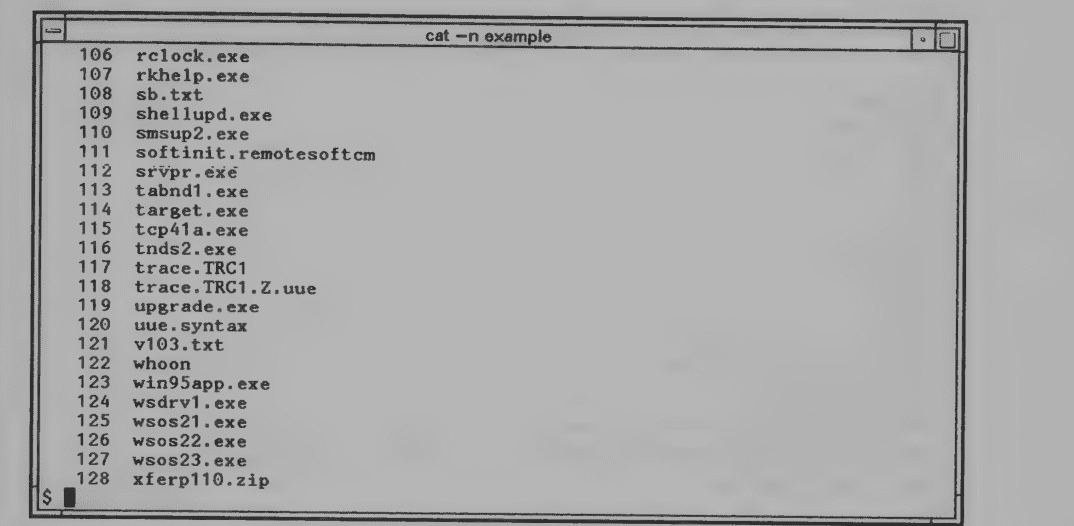 cat -n example
106 rclock.exe
107 rkhelp.exe
108 sb.txt
109 shellupd.exe
110 smsup2.exe
111 softinit.remotesoftcm
112 srvpr.exe
113 tabnd1.exe
114 target.exe
115 tcp41a.exe
116 tnds2.exe
117 trace.TRC1
118 trace.TRC1.Z.uue
119 upgrade.exe
120 uue.syntax
121 v103.txt
122 whoon
123 win95app.exe
124 wsdrv1.exe
125 wsos21.exe
126 wsos22.exe
127 wsos23.exe
128 xferp110.zip
$